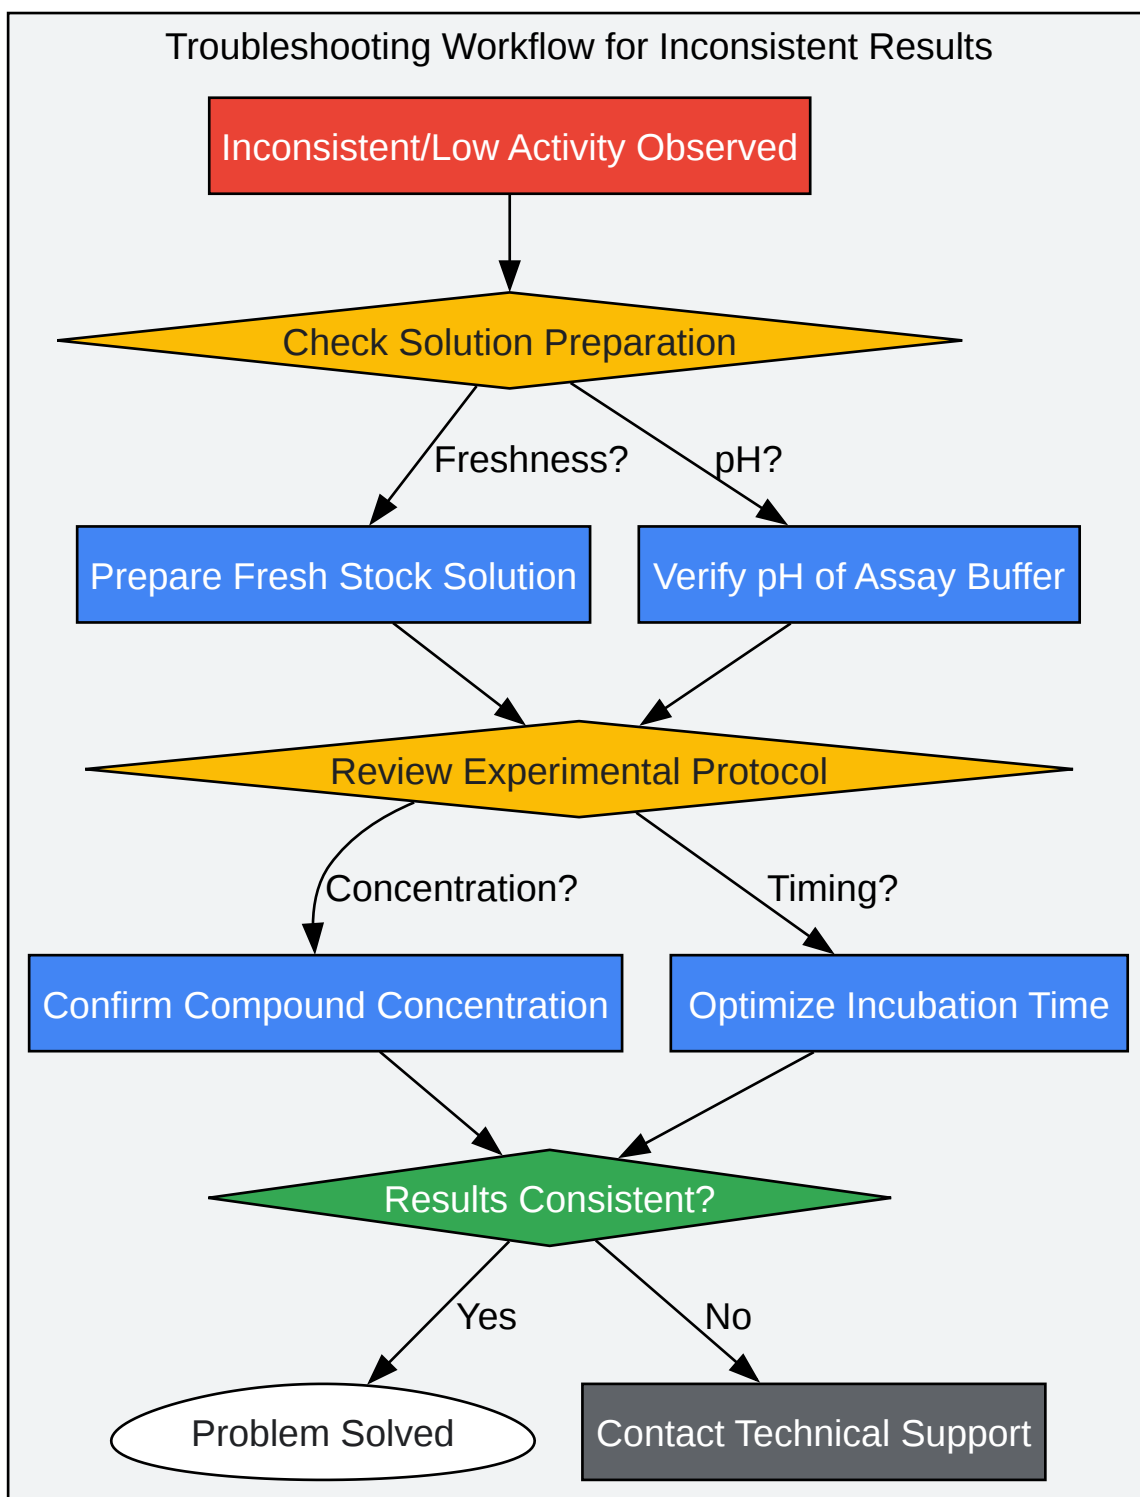 Troubleshooting Workflow for Inconsistent Results
Inconsistent/Low Activity Observed
Check Solution Preparation
Freshness?
pH?
Prepare Fresh Stock Solution
Verify pH of Assay Buffer
Review Experimental Protocol
Concentration?
Timing?
Confirm Compound Concentration
Optimize Incubation Time
Results Consistent?
Yes
No
Problem Solved
Contact Technical Support